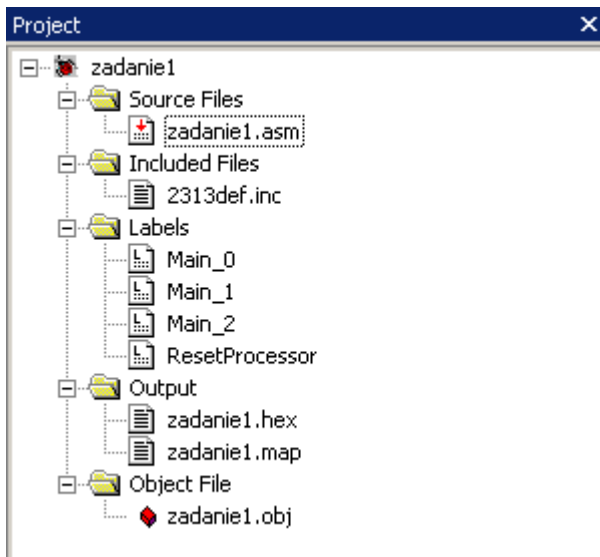 Project
zadanie1
Source Files
zadanie1.asm
Included Files
2313def.inc
Labels
Main_0
Main_1
Main_2
ResetProcessor
Output
zadanie1.hex
zadanie1.map
Object File
zadanie1.obj